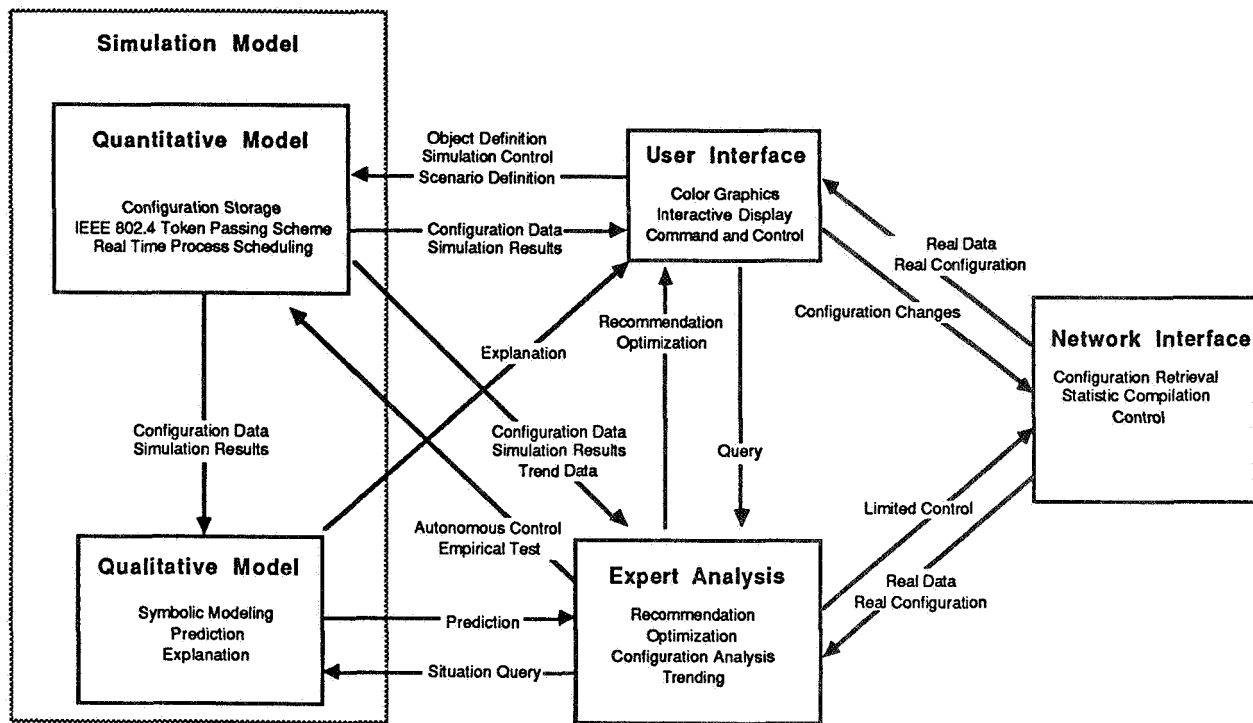 Simulation Model
Quantitative Model
Configuration Storage
IEEE 802.4 Token Passing Scheme
Real Time Process Scheduling
Object Definition
Simulation Control
Scenario Definition
Configuration Data
Simulation Results
User Interface
Color Graphics
Interactive Display
Command and Control
Real Data
Real Configuration
Configuration Changes
Network Interface
Configuration Retrieval
Statistic Compilation
Control
Recommendation
Optimization
Explanation
Configuration Data
Simulation Results
Configuration Data
Simulation Results
Trend Data
Query
Autonomous Control
Empirical Test
Limited Control
Real Data
Real Configuration
Qualitative Model
Symbolic Modeling
Prediction
Explanation
Prediction
Situation Query
Expert Analysis
Recommendation
Optimization
Configuration Analysis
Trending